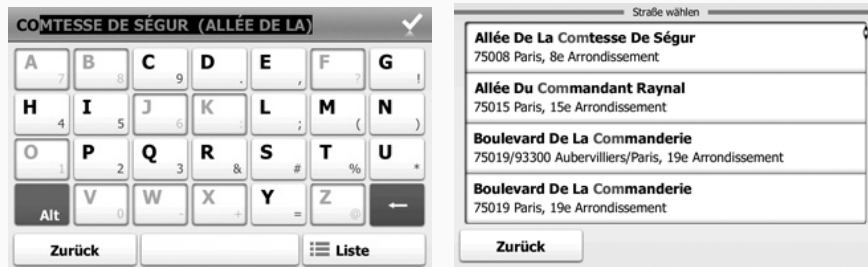 COMTESSE DE SÉGUR (ALLÉE DE LA)
A 7 B 8 C 9 D . E , F ? G !
H 4 I 5 J 6 K : L ; M ( N )
O 1 P 2 Q 3 R & S # T % U *
Alt V 0 W - X + Y = Z @ ←
Zurück Liste
Straße wählen
Allée De La Comtesse De Ségur
75008 Paris, 8e Arrondissement
Allée Du Commandant Raynal
75015 Paris, 15e Arrondissement
Boulevard De La Commanderie
75019/93300 Aubervilliers/Paris, 19e Arrondissement
Boulevard De La Commanderie
75019 Paris, 19e Arrondissement
Zurück